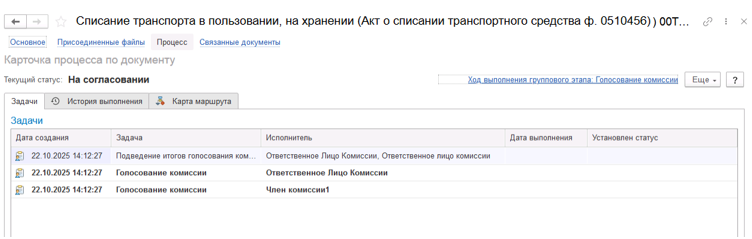 Списание транспорта в пользовании, на хранении (Акт о списании транспортного средства ф. 0510456) ) 00Т...
Основное Присоединенные файлы Процесс Связанные документы
Карточка процесса по документу
Текущий статус: На согласовании Ход выполнения группового этапа: Голосование комиссии Еще ?
Задачи История выполнения Карта маршрута
Задачи
Дата создания Задача Исполнитель Дата выполнения Установлен статус
22.10.2025 14:12:27 Подведение итогов голосования ком... Ответственное Лицо Комиссии, Ответственное лицо комиссии
22.10.2025 14:12:27 Голосование комиссии Ответственное Лицо Комиссии
22.10.2025 14:12:27 Голосование комиссии Член комиссии1